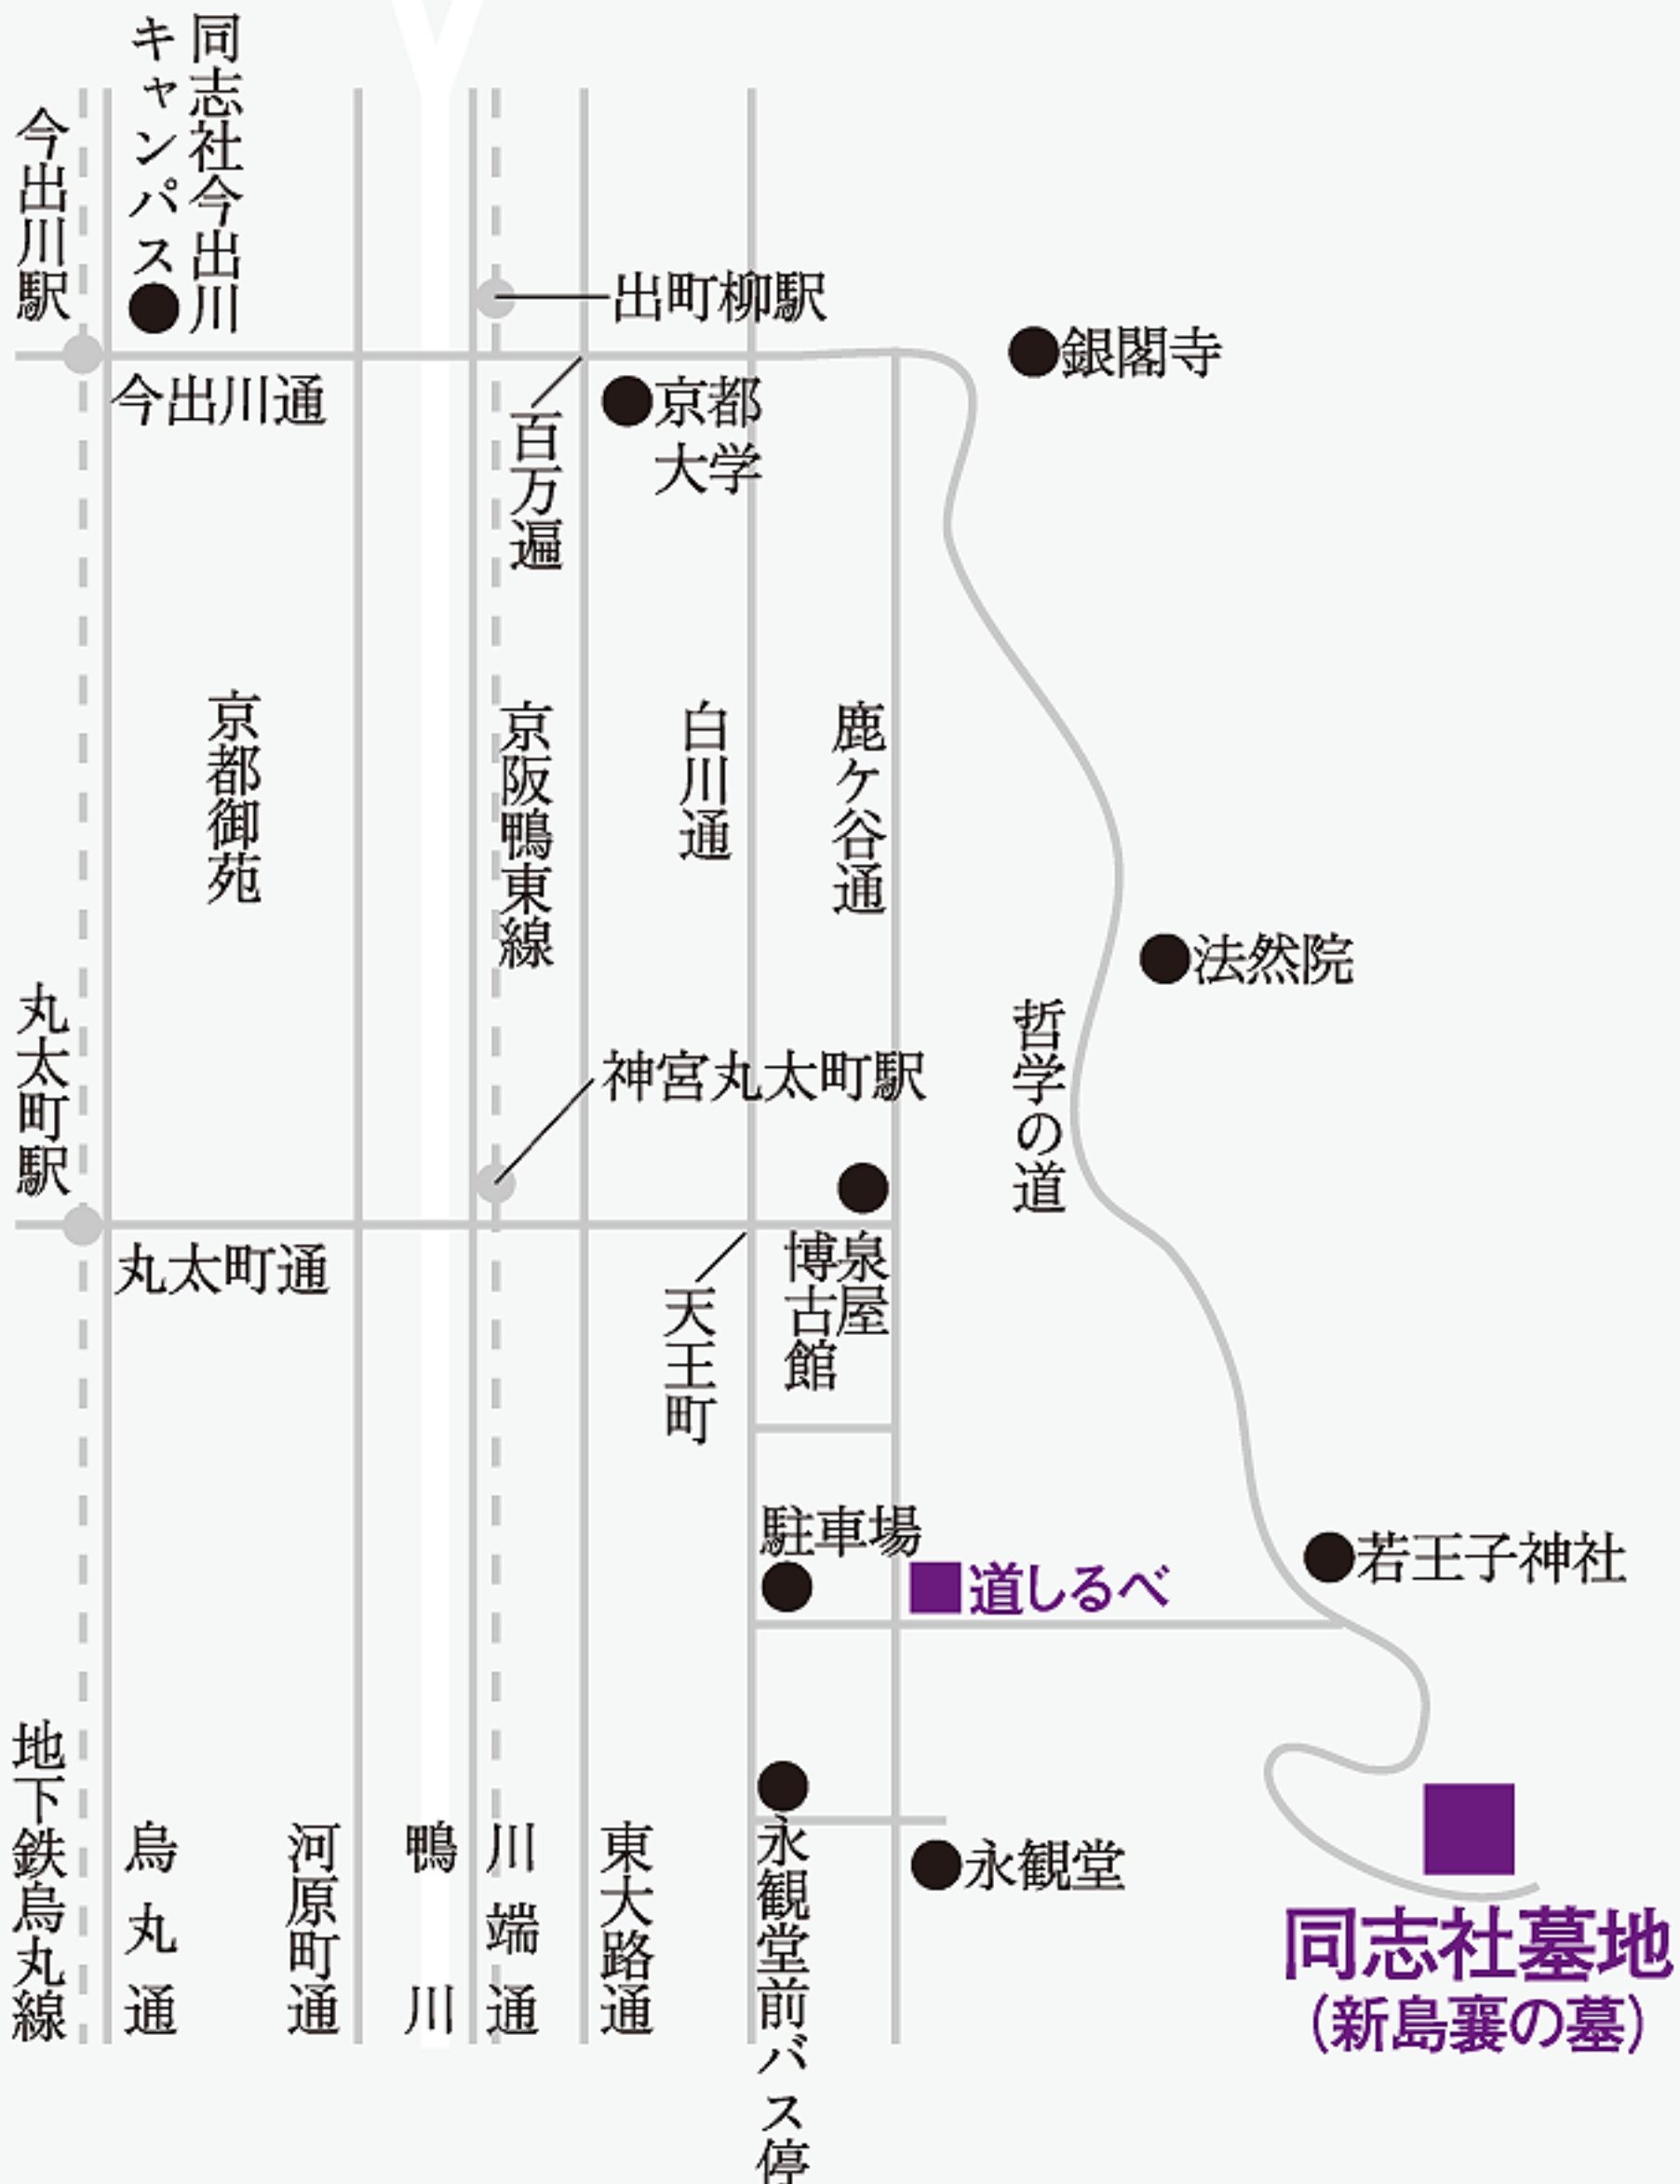 同志社今出川
キャンパス
今出川駅
出町柳駅
銀閣寺
今出川通
百万遍
京都
大学
京都御苑
京阪鴨東線
白川通
鹿ケ谷通
法然院
哲学の道
丸太町駅
神宮丸太町駅
丸太町通
天王町
泉屋
博古館
駐車場
道しるべ
若王子神社
永観堂
永観堂前バス停
地下鉄烏丸線
烏丸通
河原町通
鴨川
川端通
東大路通
同志社墓地
(新島襄の墓)